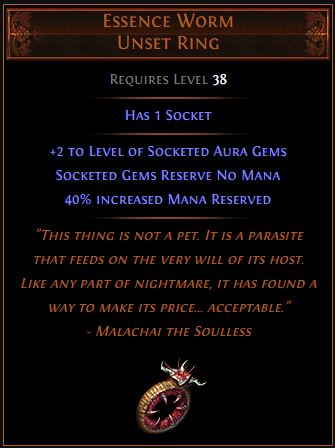 Essence Worm
Unset Ring
Requires Level 38
Has 1 Socket
+2 to Level of Socketed Aura Gems
Socketed Gems Reserve No Mana
40% increased Mana Reserved
"This thing is not a pet. It is a parasite
that feeds on the very will of its host.
Like any part of nightmare, it has found a
way to make its price... acceptable."
- Malachai the Soulless